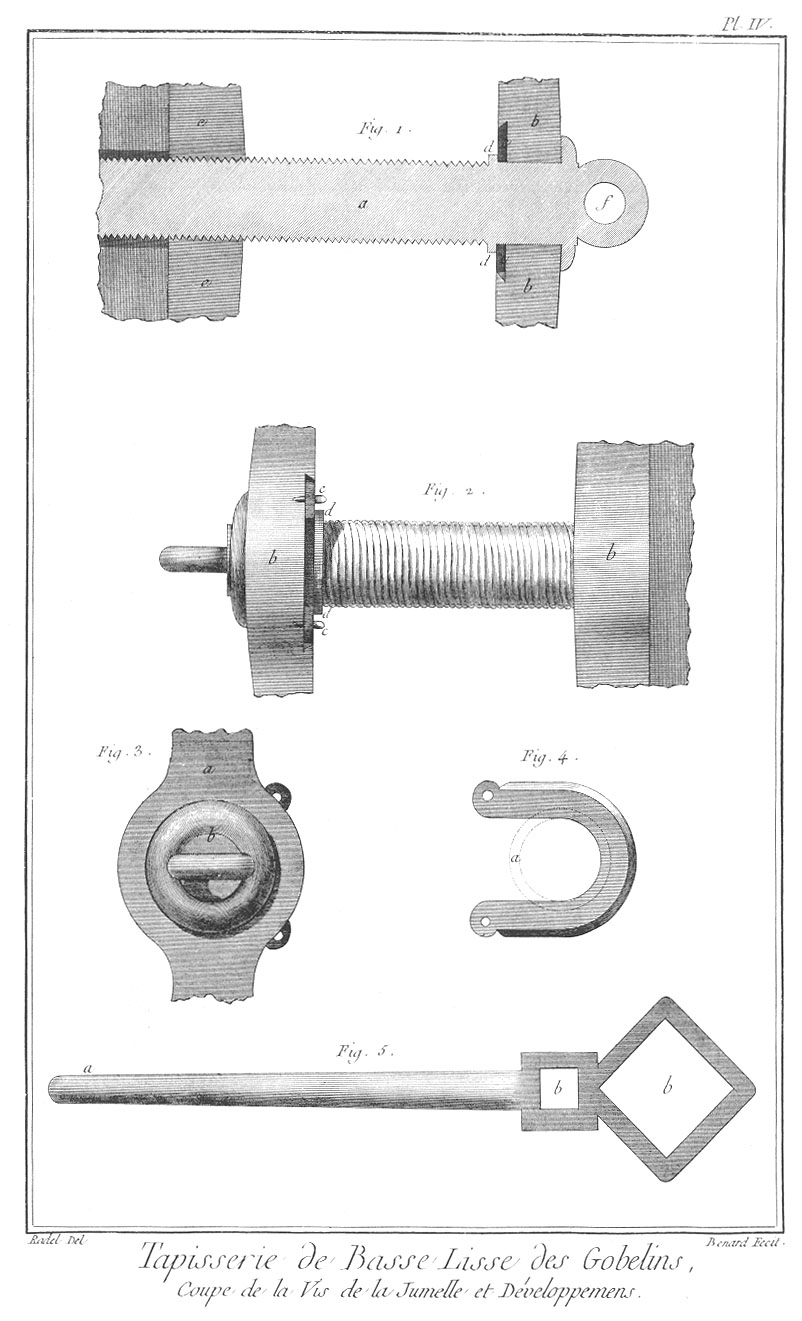 Pl. IV.
Fig. 1.
e
b
d
a
f
d
e
b
Fig. 2.
c
d
b
b
d
c
Fig. 3.
a
b
Fig. 4.
a
Fig. 5.
a
b
b
Radel Del.
Benard Fecit.
Tapisserie de Basse Lisse des Gobelins,
Coupe de la Vis de la Jumelle et Développemens.